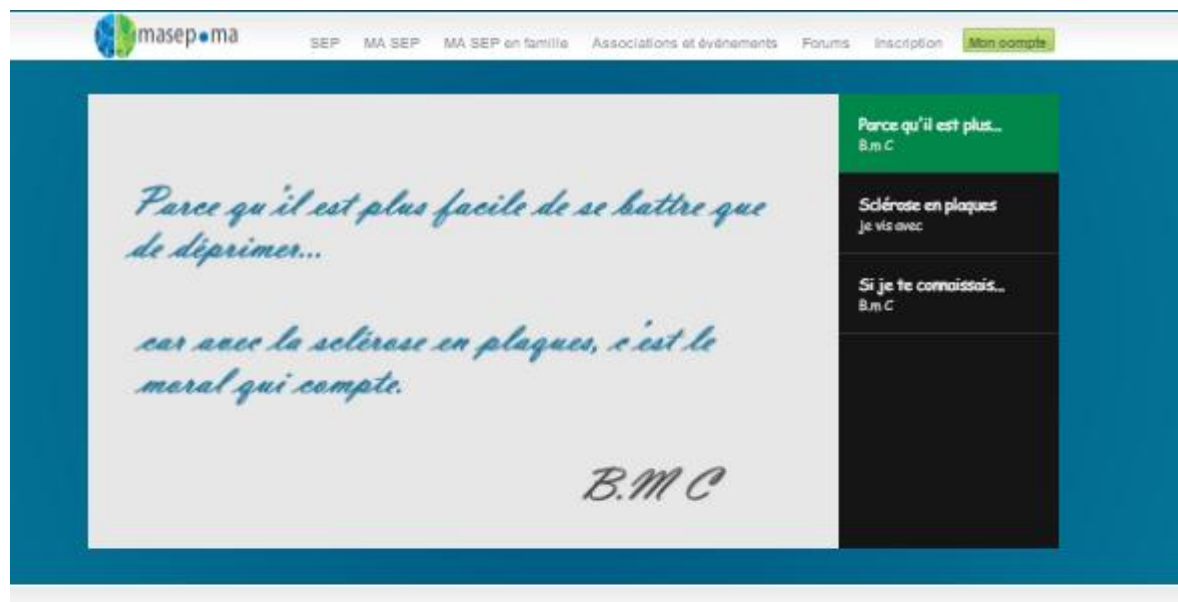 masep•ma
SEP MA SEP MA SEP en famille Associations et événements Forums Inscription Mon compte
Parce qu'il est plus facile de se battre que
de déprimer...
car avec la sclérose en plaques, c'est le
moral qui compte.
B.M C
Parce qu'il est plus...
B.m C
Sclérose en plaques
Je vis avec
Si je te connaissais...
B.m C